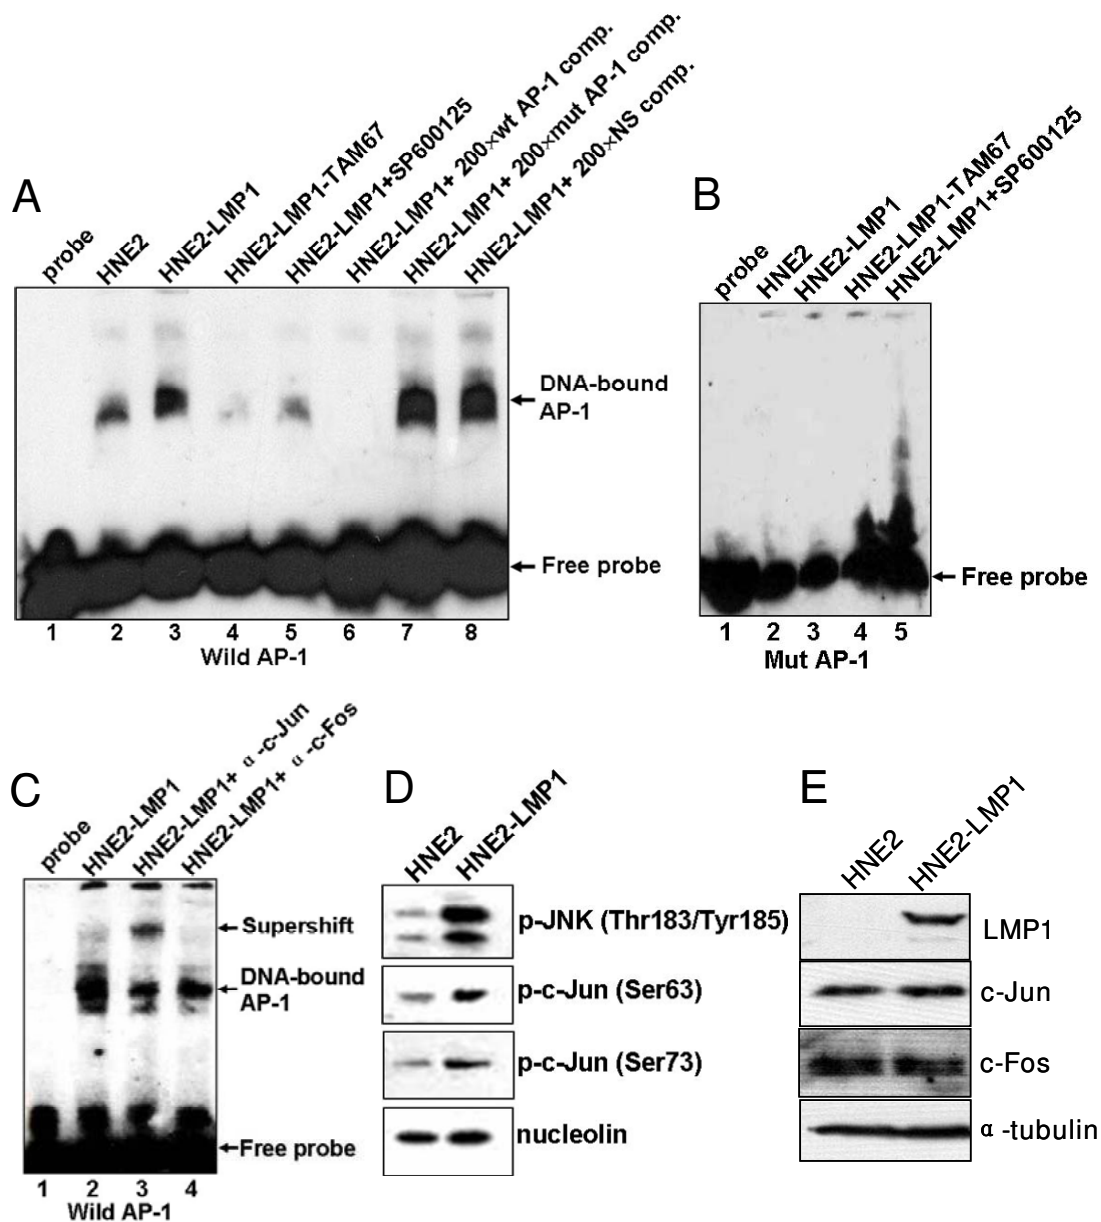 A
probe
HNE2
HNE2-LMP1
HNE2-LMP1-TAM67
HNE2-LMP1+SP600125
HNE2-LMP1+ 200×wt AP-1 comp.
HNE2-LMP1+ 200×mut AP-1 comp.
HNE2-LMP1+ 200×NS comp.
DNA-bound
AP-1
Free probe
1 2 3 4 5 6 7 8
Wild AP-1
B
probe
HNE2
HNE2-LMP1
HNE2-LMP1-TAM67
HNE2-LMP1+SP600125
Free probe
1 2 3 4 5
Mut AP-1
C
probe
HNE2-LMP1
HNE2-LMP1+ α-c-Jun
HNE2-LMP1+ α-c-Fos
Supershift
DNA-bound
AP-1
Free probe
1 2 3 4
Wild AP-1
D
HNE2
HNE2-LMP1
p-JNK (Thr183/Tyr185)
p-c-Jun (Ser63)
p-c-Jun (Ser73)
nucleolin
E
HNE2
HNE2-LMP1
LMP1
c-Jun
c-Fos
α-tubulin